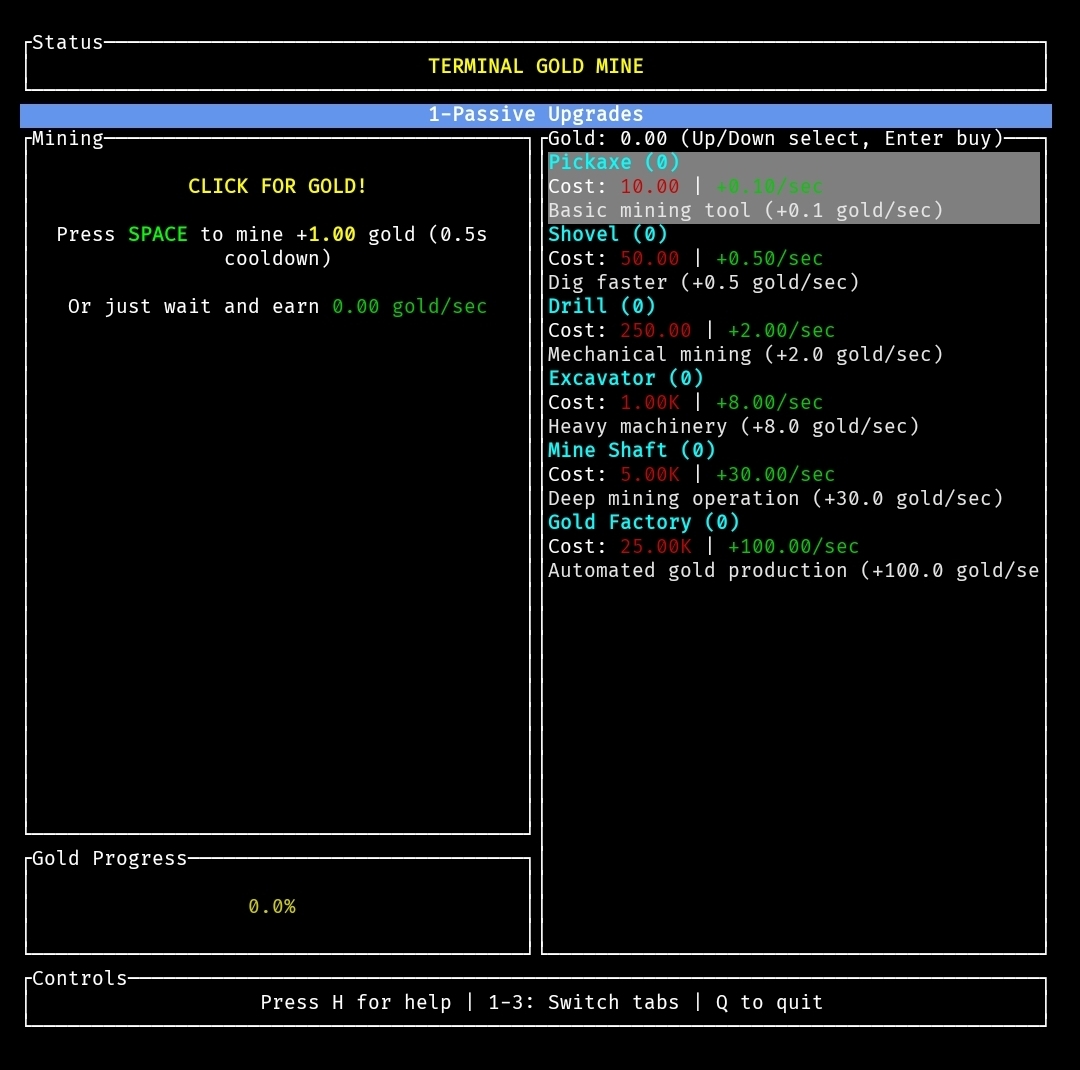 Status
TERMINAL GOLD MINE
1-Passive Upgrades
Mining
CLICK FOR GOLD!
Press SPACE to mine +1.00 gold (0.5s
cooldown)
Or just wait and earn 0.00 gold/sec
Gold Progress
0.0%
Gold: 0.00 (Up/Down select, Enter buy)
Pickaxe (0)
Cost: 10.00 | +0.10/sec
Basic mining tool (+0.1 gold/sec)
Shovel (0)
Cost: 50.00 | +0.50/sec
Dig faster (+0.5 gold/sec)
Drill (0)
Cost: 250.00 | +2.00/sec
Mechanical mining (+2.0 gold/sec)
Excavator (0)
Cost: 1.00K | +8.00/sec
Heavy machinery (+8.0 gold/sec)
Mine Shaft (0)
Cost: 5.00K | +30.00/sec
Deep mining operation (+30.0 gold/sec)
Gold Factory (0)
Cost: 25.00K | +100.00/sec
Automated gold production (+100.0 gold/se
Controls
Press H for help | 1-3: Switch tabs | Q to quit